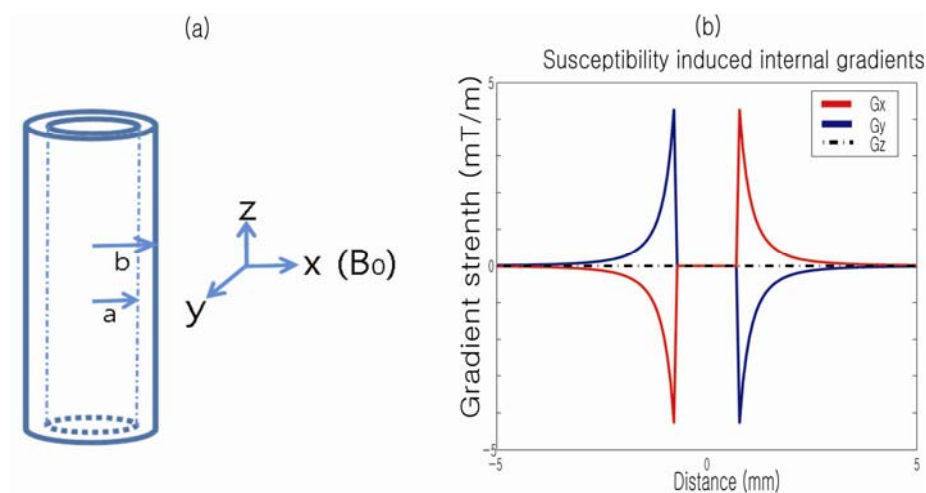 (a)
b
a
z
x (B₀)
y
(b)
Susceptibility induced internal gradients
Gradient strenth (mT/m)
5
0
-5
Gx
Gy
Gz
-5
0
5
Distance (mm)